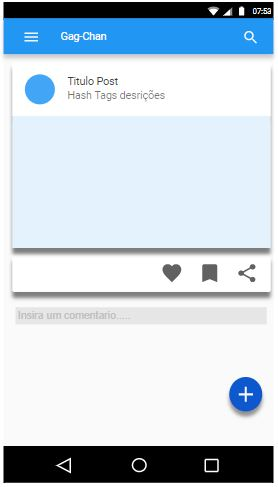 07:53
Gag-Chan
Titulo Post
Hash Tags desrições
Insira um comentario.....